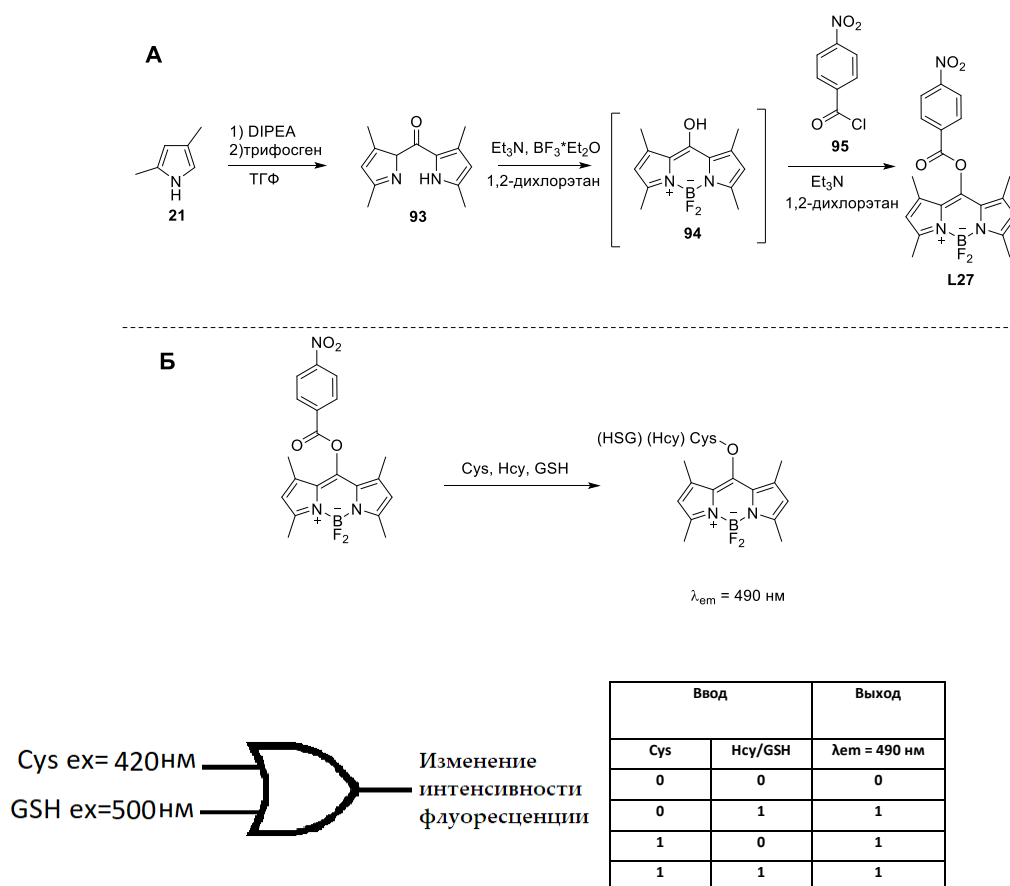 А
NO₂
O
Cl
95
1) DIPEA
2)трифосген
ТГФ
N
H
21
O
N
HN
93
Et₃N, BF₃*Et₂O
1,2-дихлорэтан
OH
N
+
B
-
N
F₂
94
Et₃N
1,2-дихлорэтан
NO₂
O
O
N
+
B
-
N
F₂
L27
Б
NO₂
O
O
N
+
B
-
N
F₂
Cys, Hcy, GSH
(HSG) (Hcy) Cys
O
N
+
B
-
N
F₂
λem = 490 нм
Cys ex= 420нм
GSH ex=500нм
Изменение
интенсивности
флуоресценции
Ввод Выход
Cys Hcy/GSH λem = 490 нм
0 0 0
0 1 1
1 0 1
1 1 1